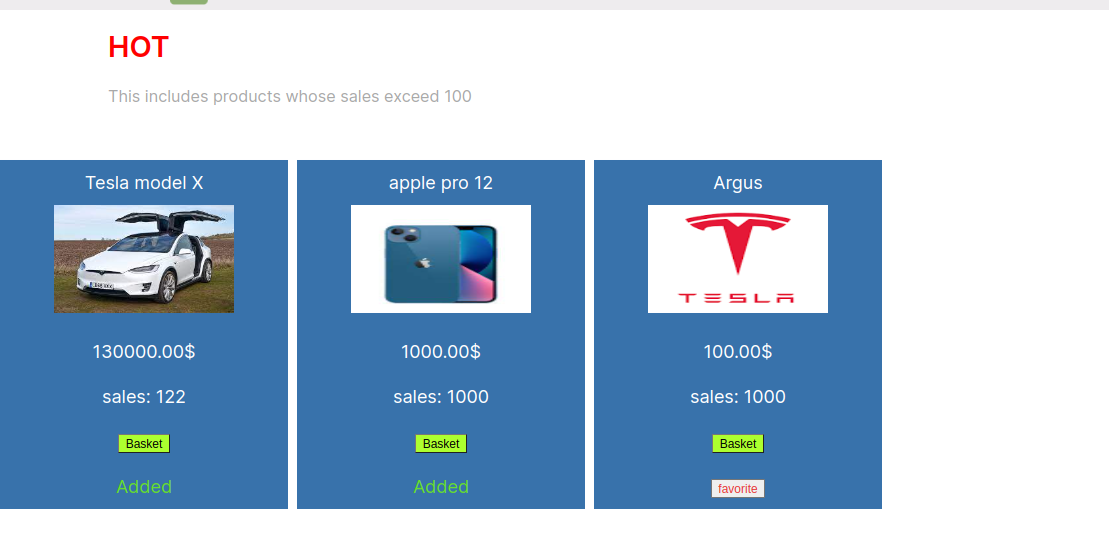 HOT
This includes products whose sales exceed 100
Tesla model X
apple pro 12
Argus
TESLA
130000.00$
1000.00$
100.00$
sales: 122
sales: 1000
sales: 1000
Basket
Basket
Basket
Added
Added
favorite